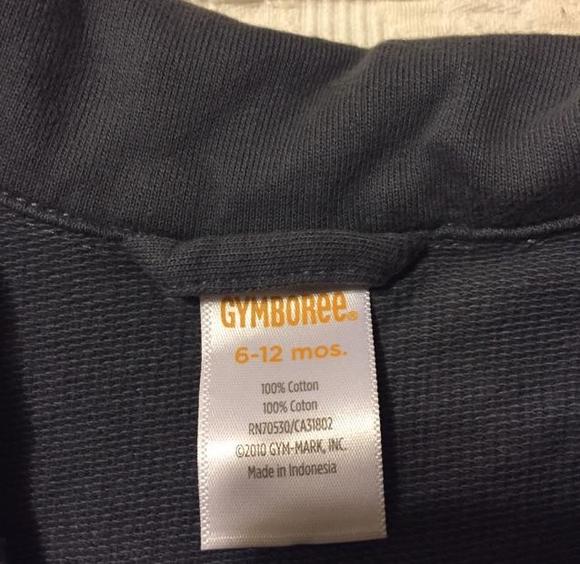 GYMBORee®
6-12 mos.
100% Cotton
100% Coton
RN70530/CA31802
©2010 GYM-MARK, INC.
Made in Indonesia